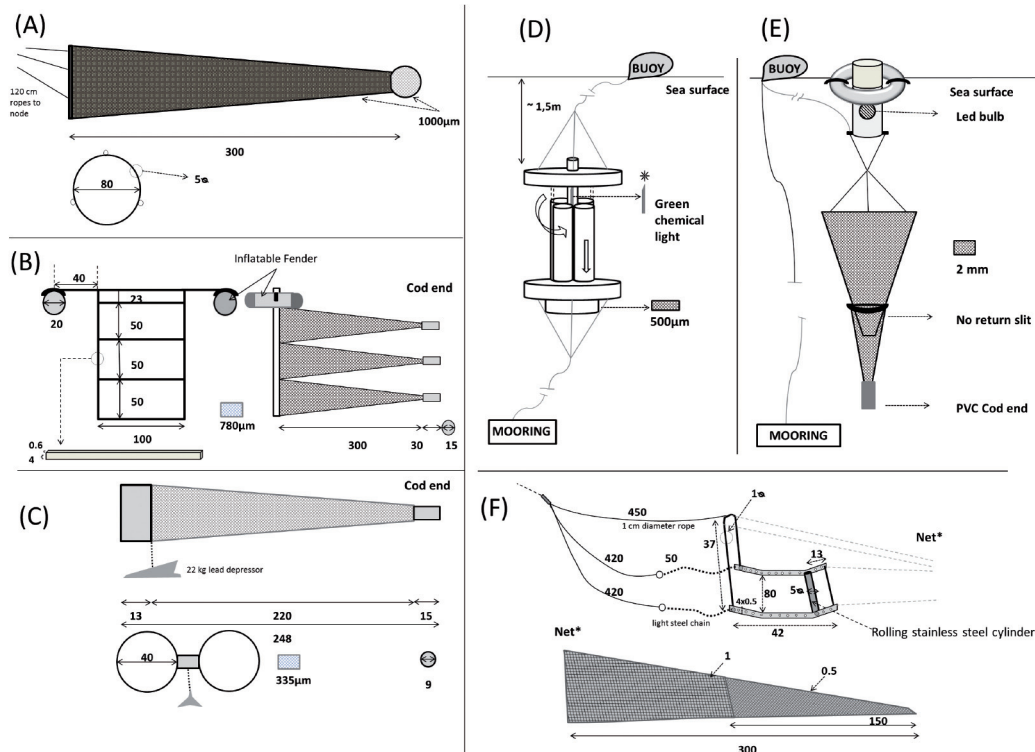 (A)
120 cm
ropes to
node
1000µm
300
80
5ᴓ
(B)
Inflatable Fender
40
Cod end
23
20
50
50
50
780µm
100
300
30
15
0.6
4
Cod end
(C)
22 kg lead depressor
13
220
15
248
40
335µm
9
(D)
BUOY
Sea surface
~ 1,5m
Green
chemical
light
500µm
MOORING
(E)
BUOY
Sea surface
Led bulb
2 mm
No return slit
PVC Cod end
MOORING
(F)
450
1 cm diameter rope
1ᴓ
Net*
37
13
420
50
420
80
5ᴓ
4x0.5
light steel chain
42
Rolling stainless steel cylinder
Net*
1
0.5
150
300